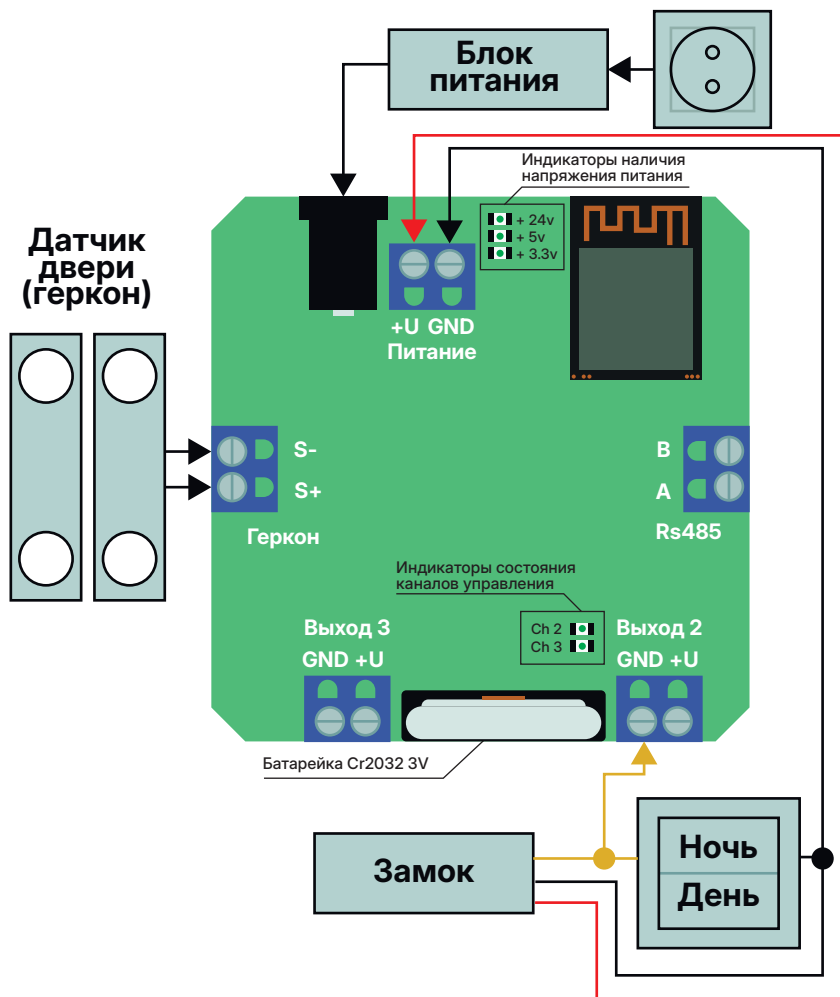 Блок
питания
Индикаторы наличия
напряжения питания
+ 24v
+ 5v
+ 3.3v
Датчик
двери
(геркон)
+U GND
Питание
S-
S+
Геркон
B
A
Rs485
Индикаторы состояния
каналов управления
Ch 2
Ch 3
Выход 3
GND +U
Выход 2
GND +U
Батарейка Cr2032 3V
Замок
Ночь
День